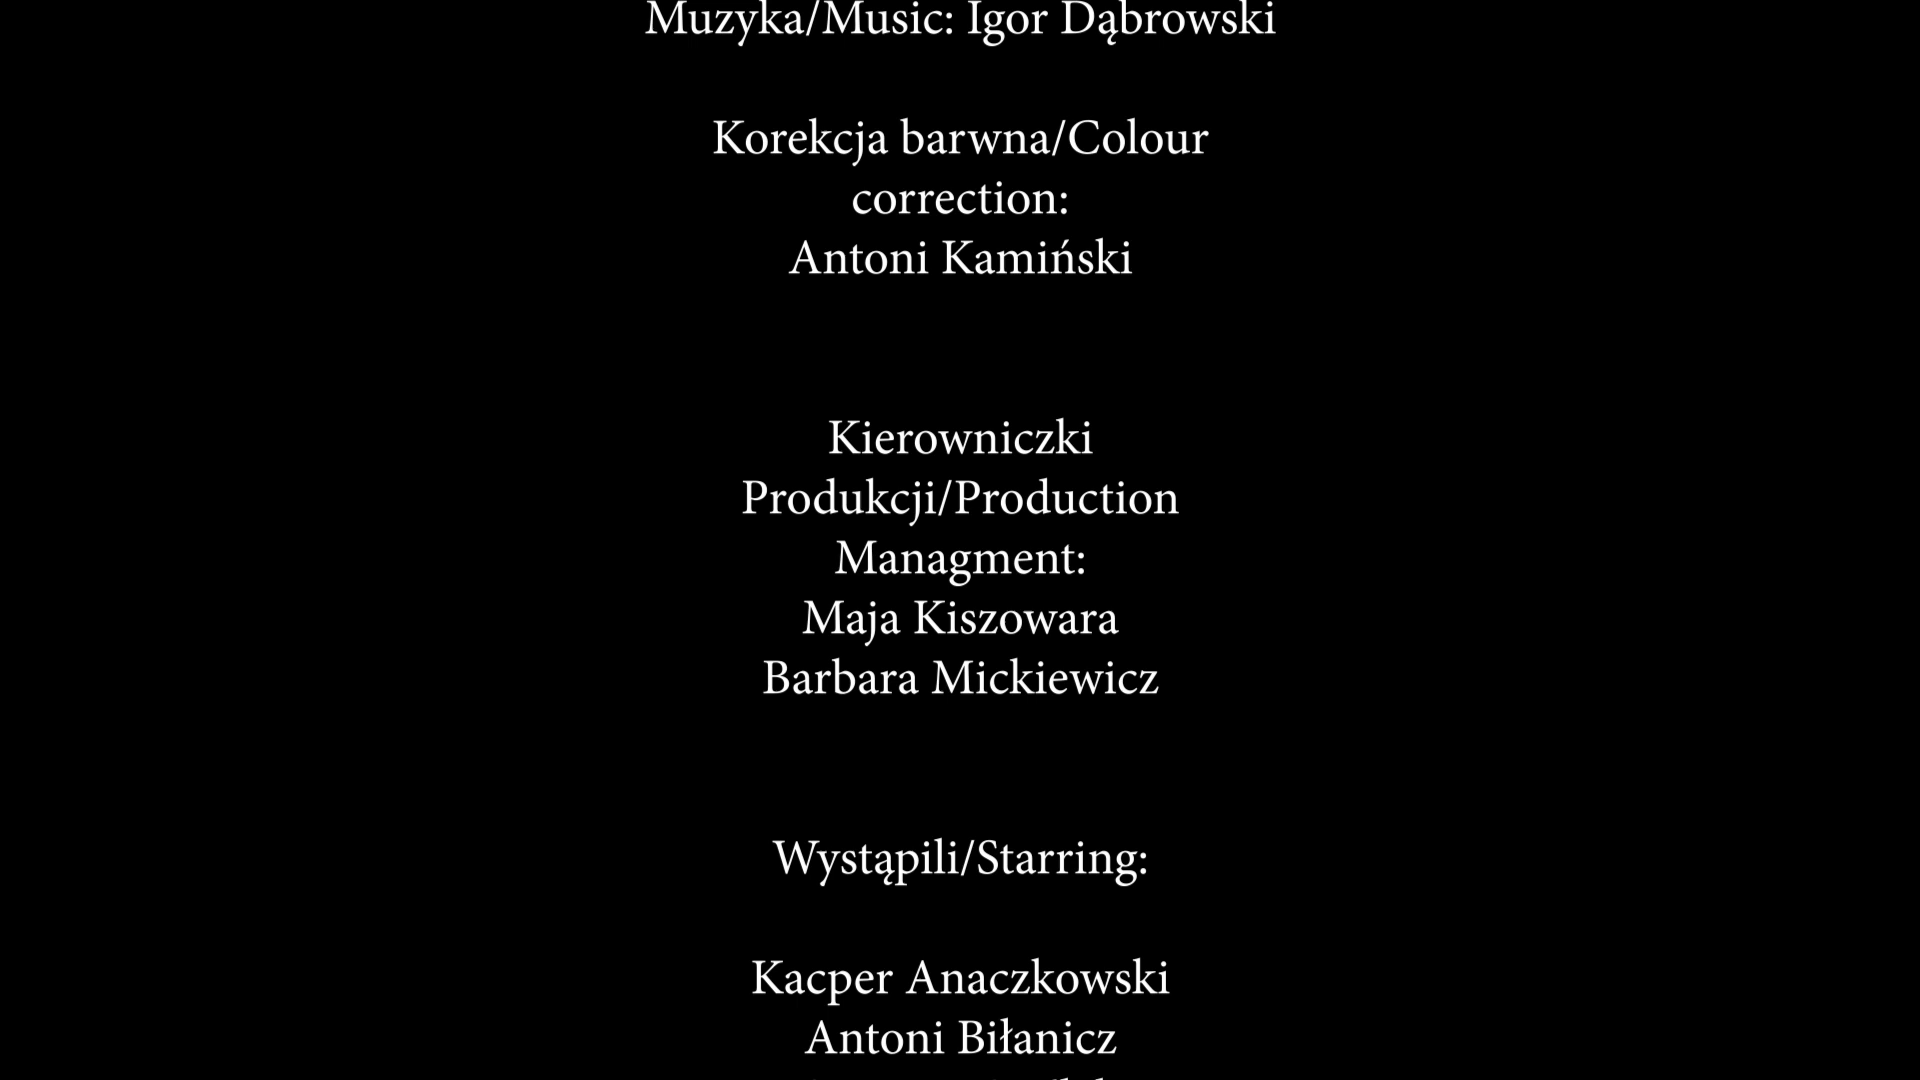 Muzyka/Music: Igor Dąbrowski
Korekcja barwna/Colour
correction:
Antoni Kamiński
Kierowniczki
Produkcji/Production
Managment:
Maja Kiszowara
Barbara Mickiewicz
Wystąpili/Starring:
Kacper Anaczkowski
Antoni Biłanicz